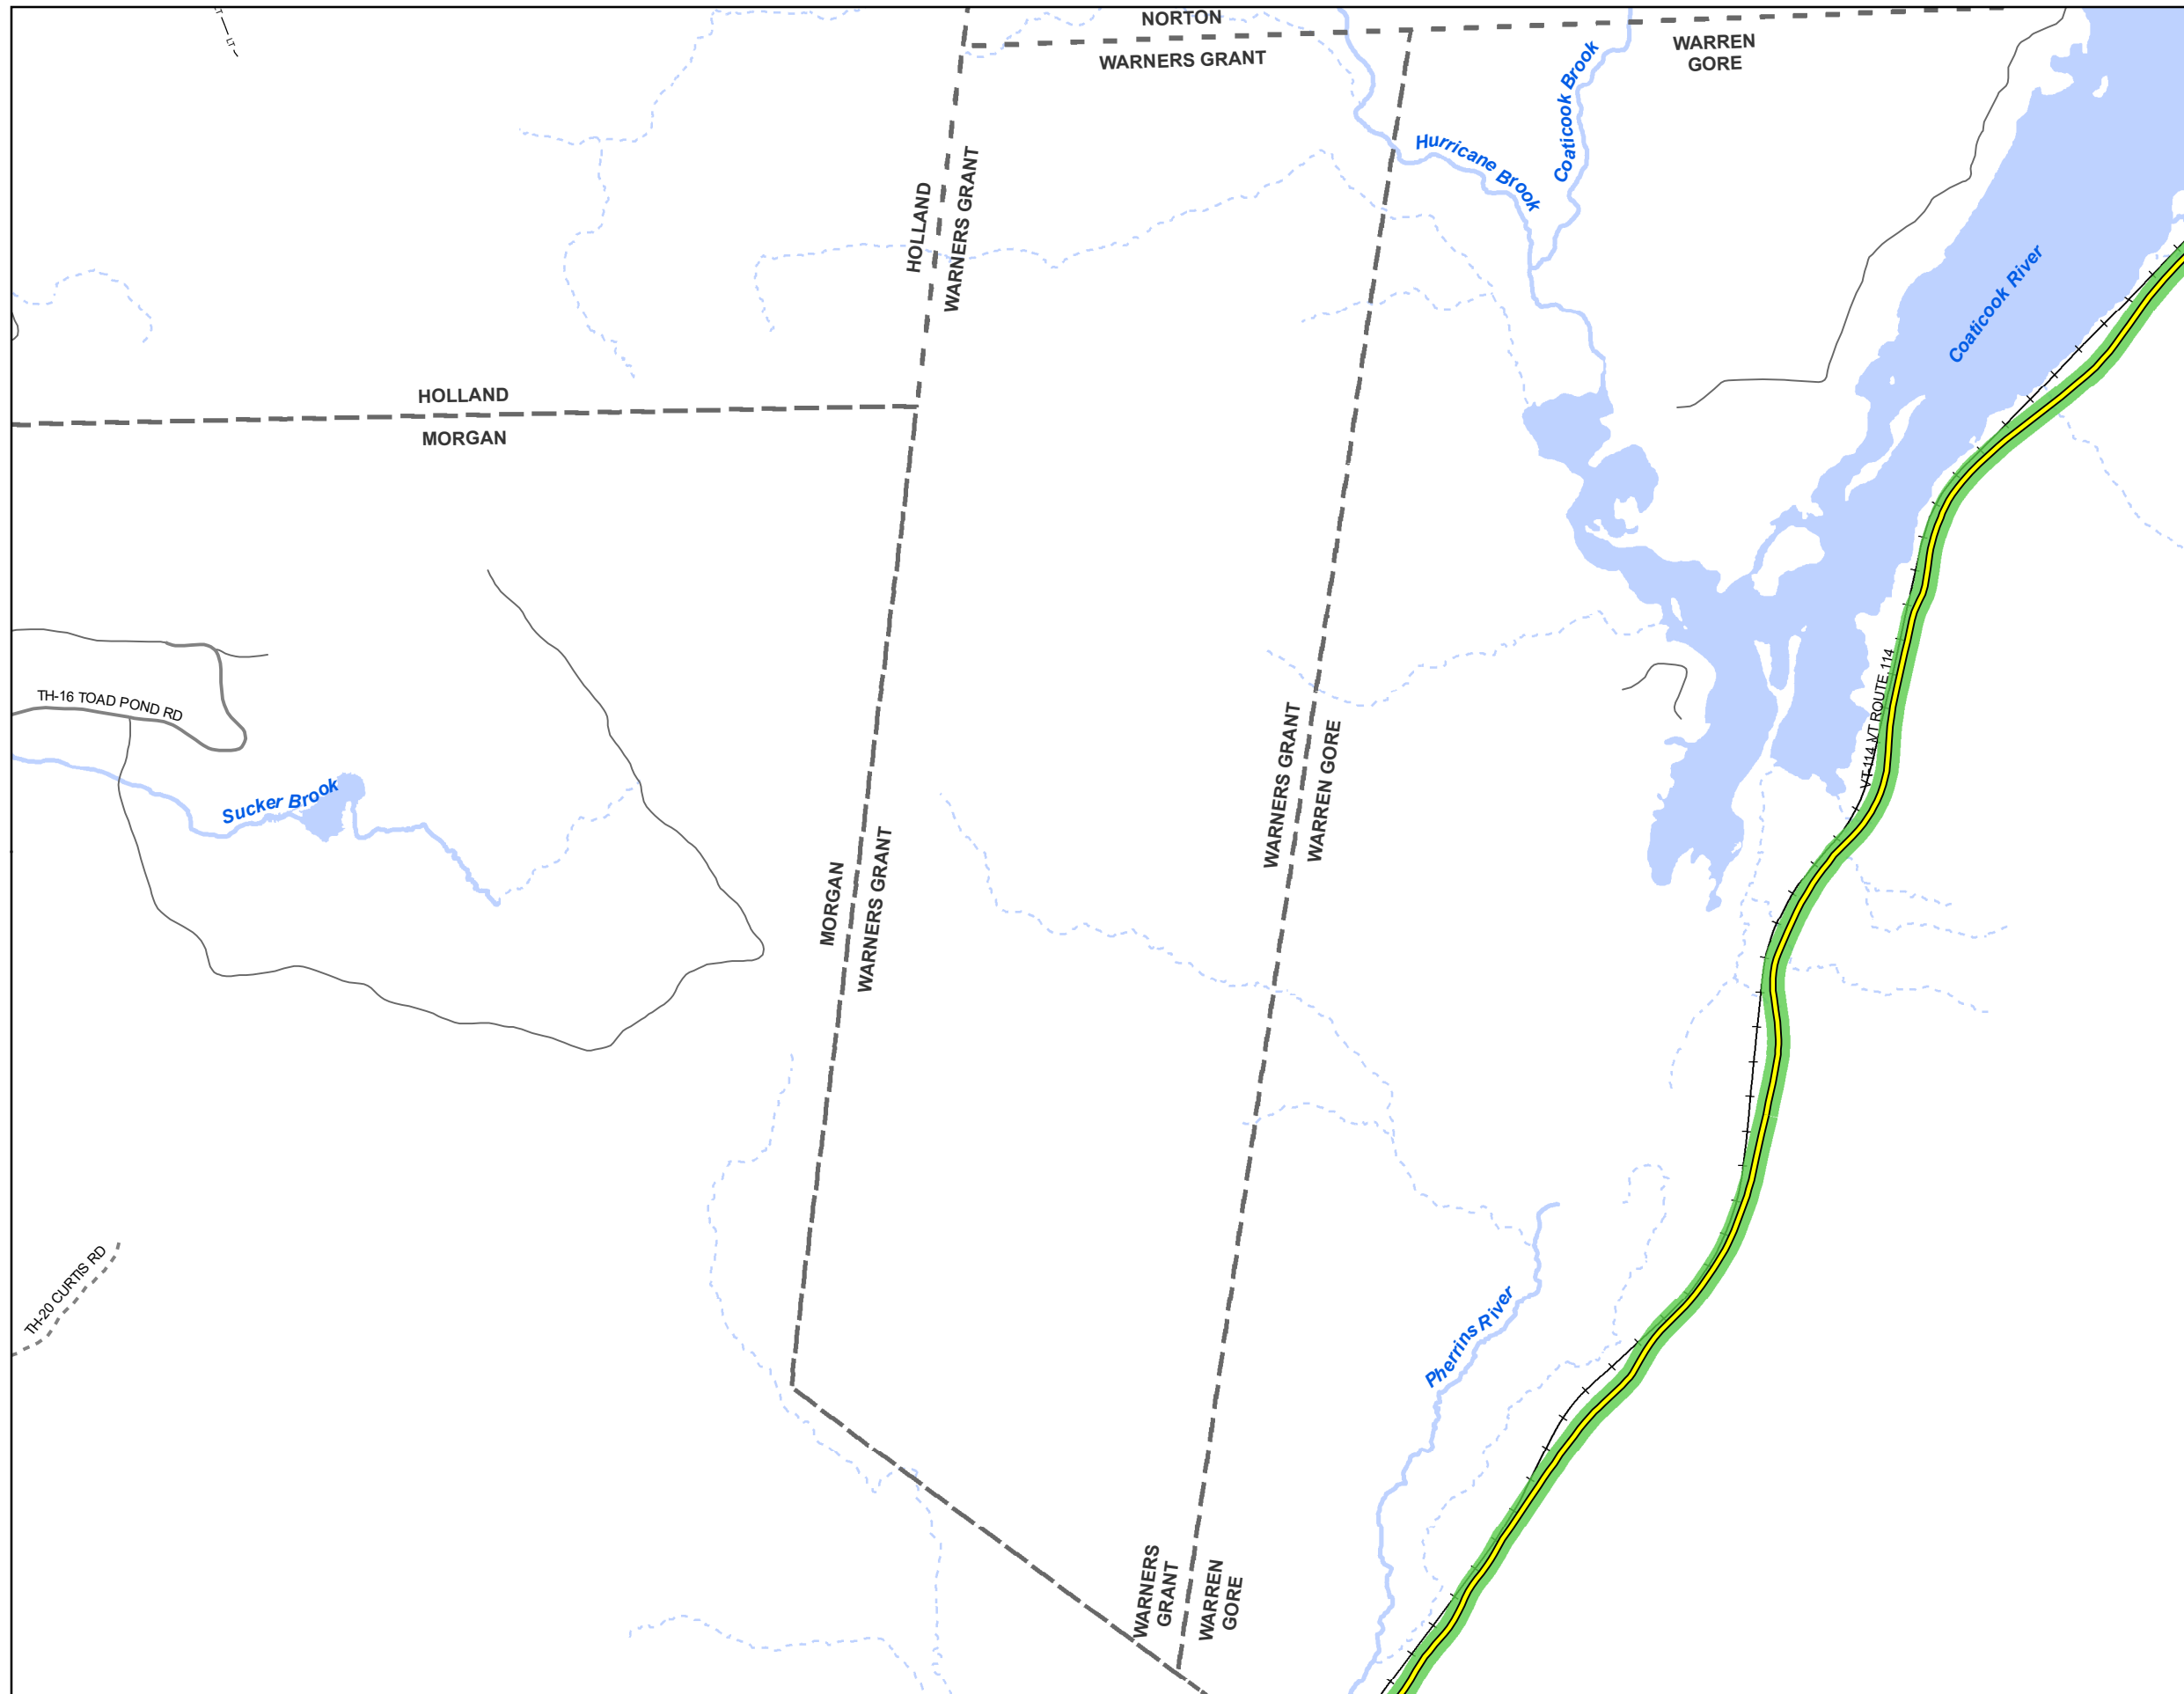 LT
LT
NORTON
WARNERS GRANT
WARREN
GORE
Coaticook Brook
Hurricane Brook
HOLLAND
WARNERS GRANT
Coaticook River
HOLLAND
MORGAN
TH-16 TOAD POND RD
VT-114 VT ROUTE 114
WARNERS GRANT
WARREN GORE
Sucker Brook
MORGAN
WARNERS GRANT
TH-20 CURTIS RD
Pherrins River
WARNERS
GRANT
WARREN
GORE